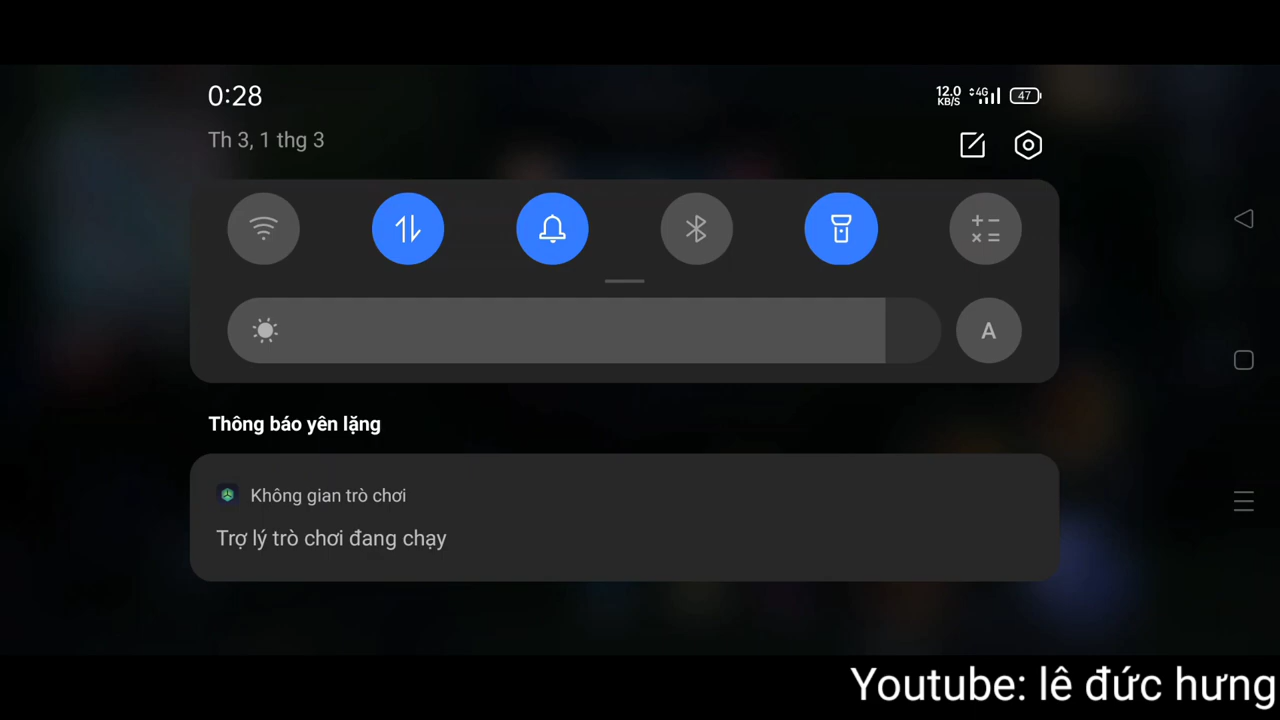 0:28
12.0 KB/S 4G 47
Th 3, 1 thg 3
A
Thông báo yên lặng
Không gian trò chơi
Trợ lý trò chơi đang chạy
Youtube: lê đức hưng